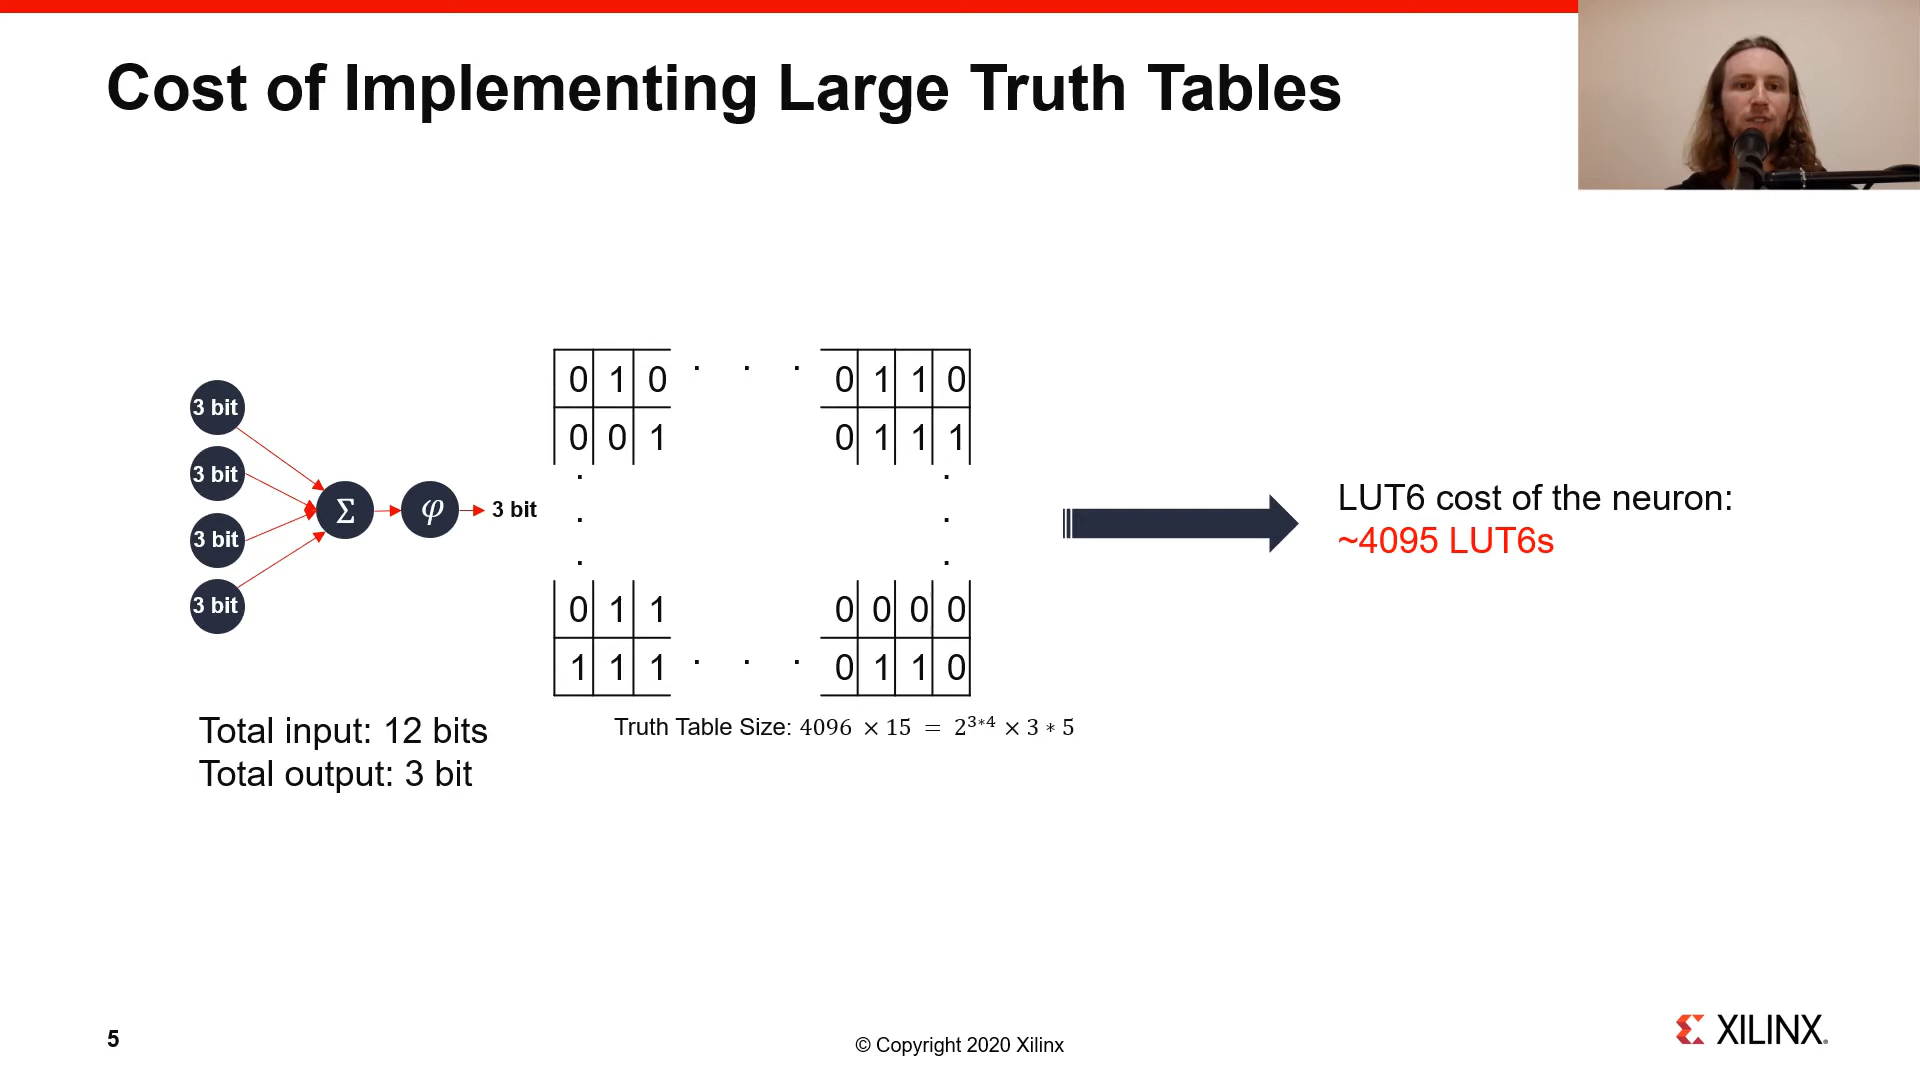 Cost of Implementing Large Truth Tables
3 bit
3 bit
3 bit
3 bit
Σ
φ
3 bit
0 1 0 . . . 0 1 1 0
0 0 1 0 1 1 1
. .
. .
. .
0 1 1 0 0 0 0
1 1 1 . . . 0 1 1 0
LUT6 cost of the neuron:
~4095 LUT6s
Total input: 12 bits
Total output: 3 bit
Truth Table Size: 4096 × 15 = 2³*⁴ × 3 * 5
5
© Copyright 2020 Xilinx
XILINX.